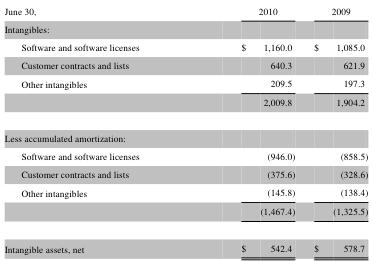 June 30, 2010 2009
Intangibles:
Software and software licenses $ 1,160.0 $ 1,085.0
Customer contracts and lists 640.3 621.9
Other intangibles 209.5 197.3
2,009.8 1,904.2
Less accumulated amortization:
Software and software licenses (946.0) (858.5)
Customer contracts and lists (375.6) (328.6)
Other intangibles (145.8) (138.4)
(1,467.4) (1,325.5)
Intangible assets, net $ 542.4 $ 578.7